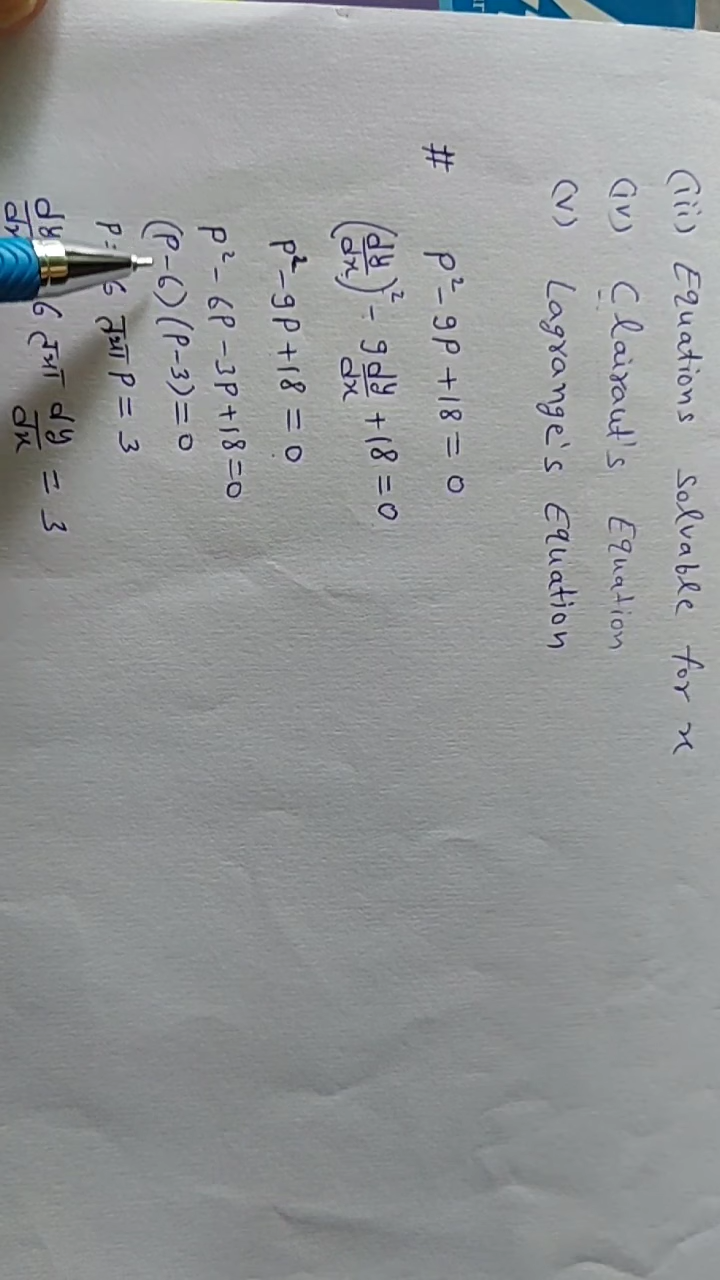 (iii) Equations solvable for x
(iv) Clairaut's Equation
(v) Lagrange's Equation
# p² - 9p + 18 = 0
(dy/dx)² - 9 dy/dx + 18 = 0
p² - 9p + 18 = 0
p² - 6p - 3p + 18 = 0
(p-6)(p-3) = 0
p = 6 तथा p = 3
dy/dx 6 तथा dy/dx = 3